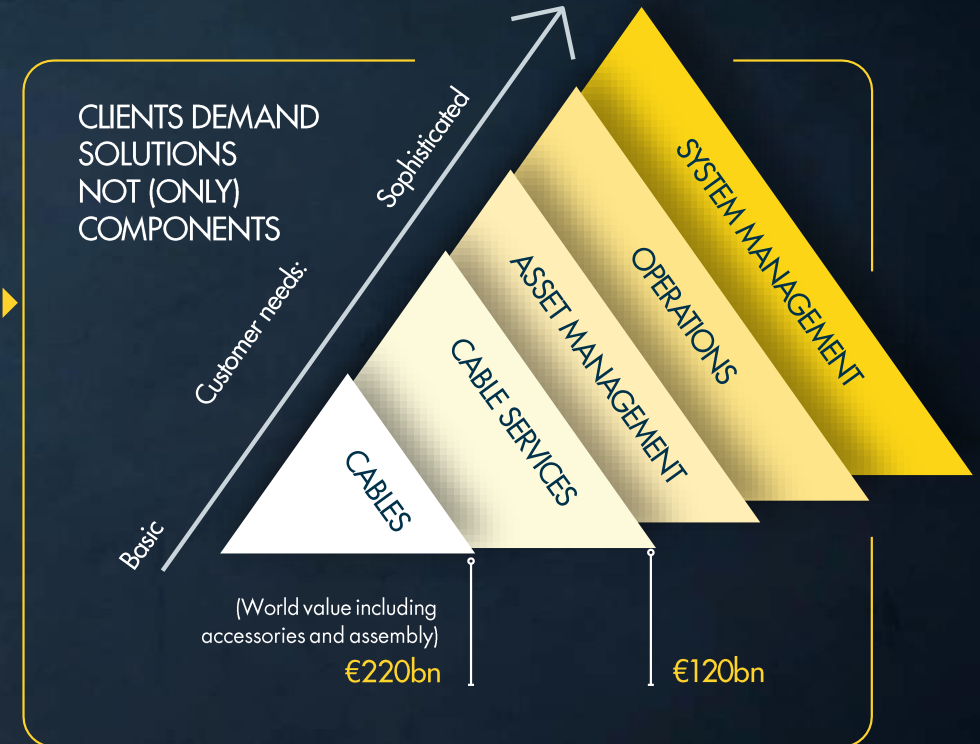 CLIENTS DEMAND
SOLUTIONS
NOT (ONLY)
COMPONENTS
Basic
Customer needs:
Sophisticated
CABLES
CABLE SERVICES
ASSET MANAGEMENT
OPERATIONS
SYSTEM MANAGEMENT
(World value including
accessories and assembly)
€220bn
€120bn